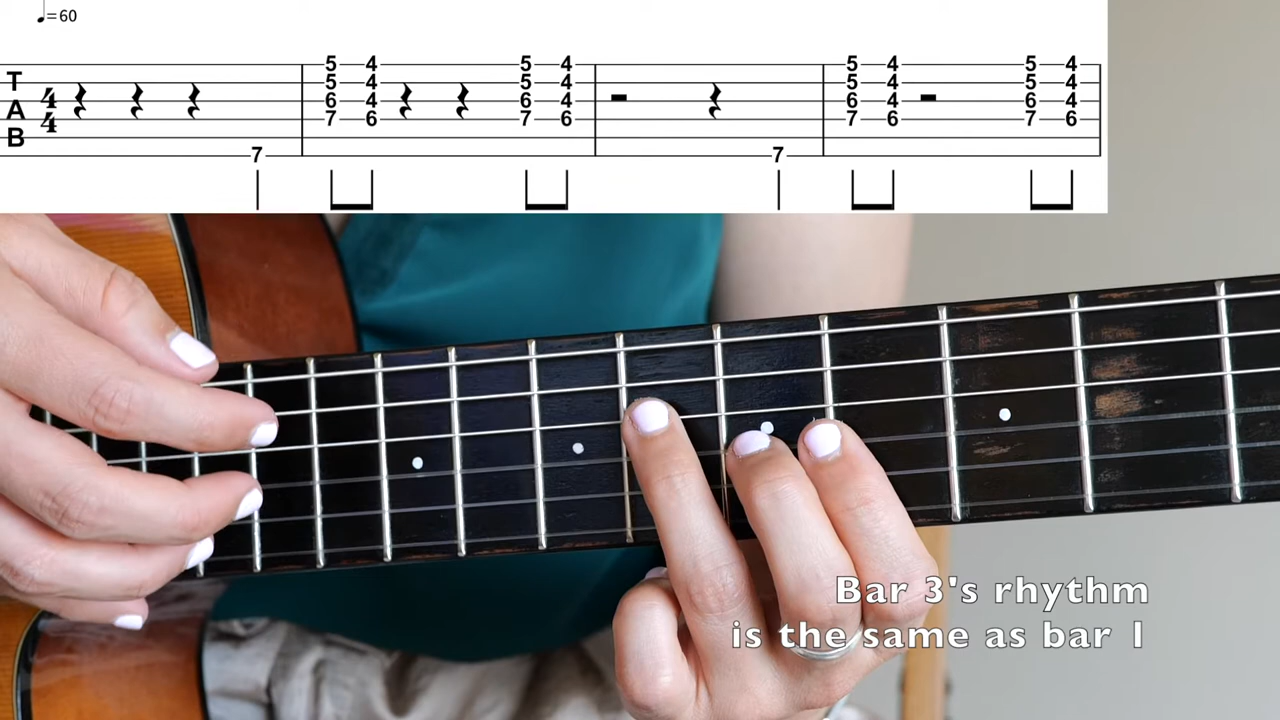 ♩=60
5 4 5 4 5 4 5 4
T 5 4 5 4 5 4 5 4
A 4 4 6 4 6 4 6 4 6 4
B 7 6 7 6 7 6 7 6
7 7
Bar 3's rhythm
is the same as bar 1